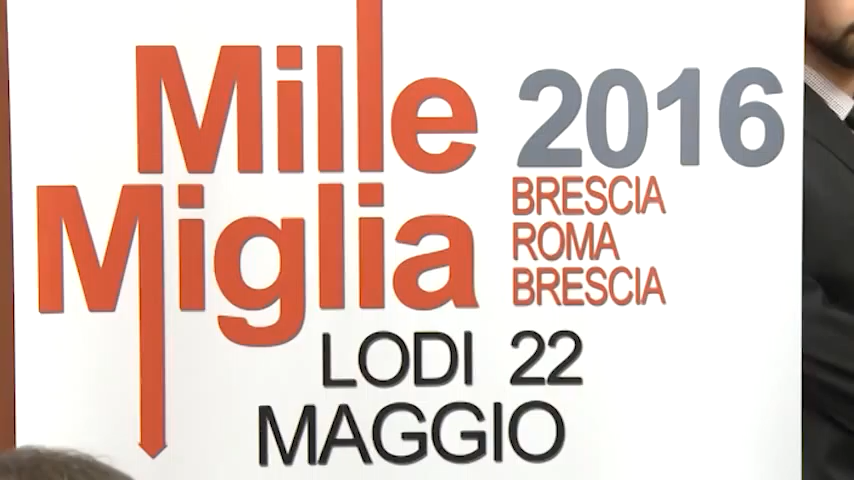 Mille
Miglia
2016
BRESCIA
ROMA
BRESCIA
LODI 22
MAGGIO